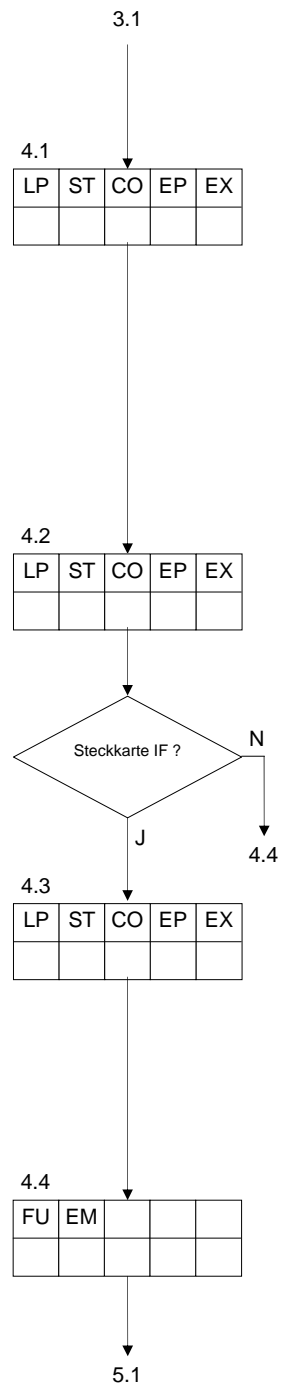 3.1
4.1
LP ST CO EP EX
4.2
LP ST CO EP EX
Steckkarte IF ?
N
J
4.4
4.3
LP ST CO EP EX
4.4
FU EM
5.1